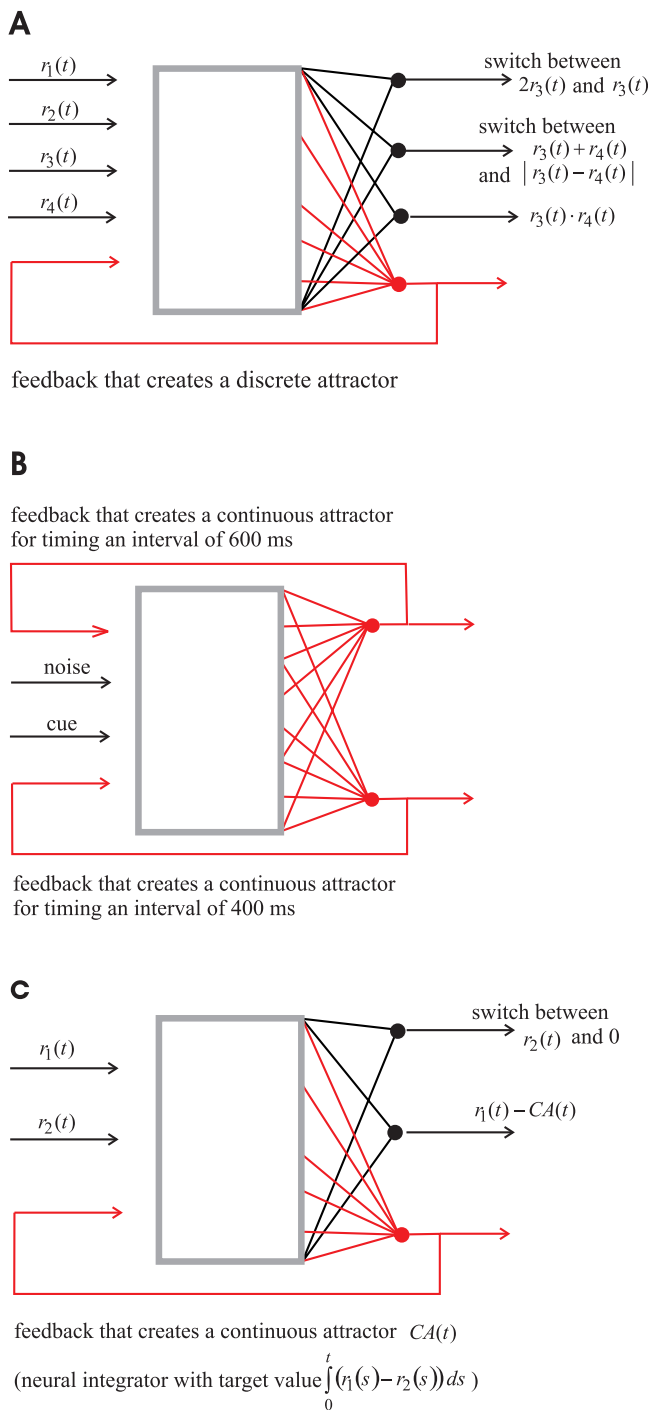 A
r₁(t)
r₂(t)
r₃(t)
r₄(t)
switch between
2r₃(t) and r₃(t)
switch between
r₃(t) + r₄(t)
and |r₃(t) − r₄(t)|
r₃(t) · r₄(t)
feedback that creates a discrete attractor
B
feedback that creates a continuous attractor
for timing an interval of 600 ms
noise
cue
feedback that creates a continuous attractor
for timing an interval of 400 ms
C
r₁(t)
r₂(t)
switch between
r₂(t) and 0
r₁(t) − CA(t)
feedback that creates a continuous attractor CA(t)
(neural integrator with target value ∫₀ᵗ (r₁(s) − r₂(s)) ds )